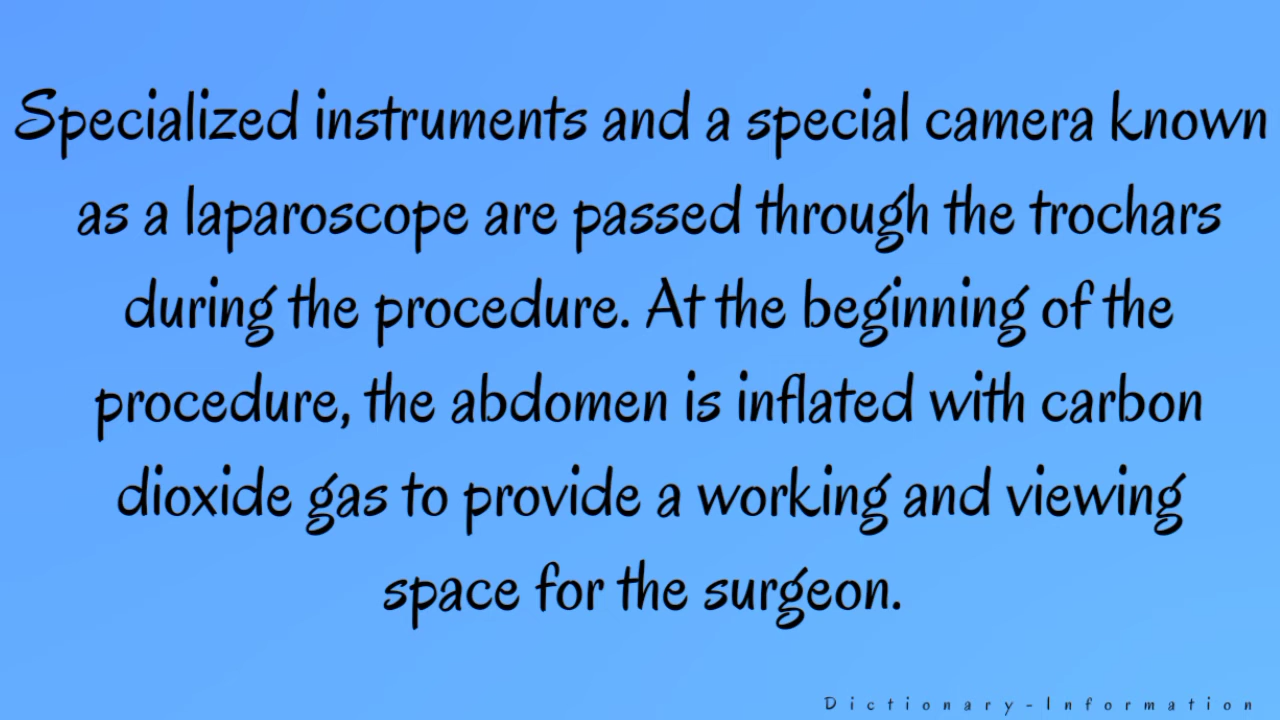 Specialized instruments and a special camera known
as a laparoscope are passed through the trochars
during the procedure. At the beginning of the
procedure, the abdomen is inflated with carbon
dioxide gas to provide a working and viewing
space for the surgeon.
Dictionary-Information